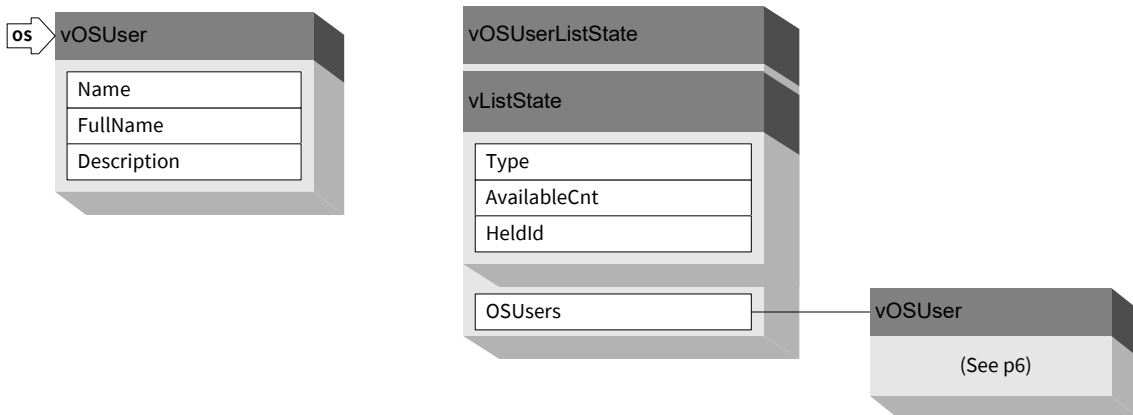 os
vOSUser
Name
FullName
Description
vOSUserListState
vListState
Type
AvailableCnt
HeldId
OSUsers
vOSUser
(See p6)